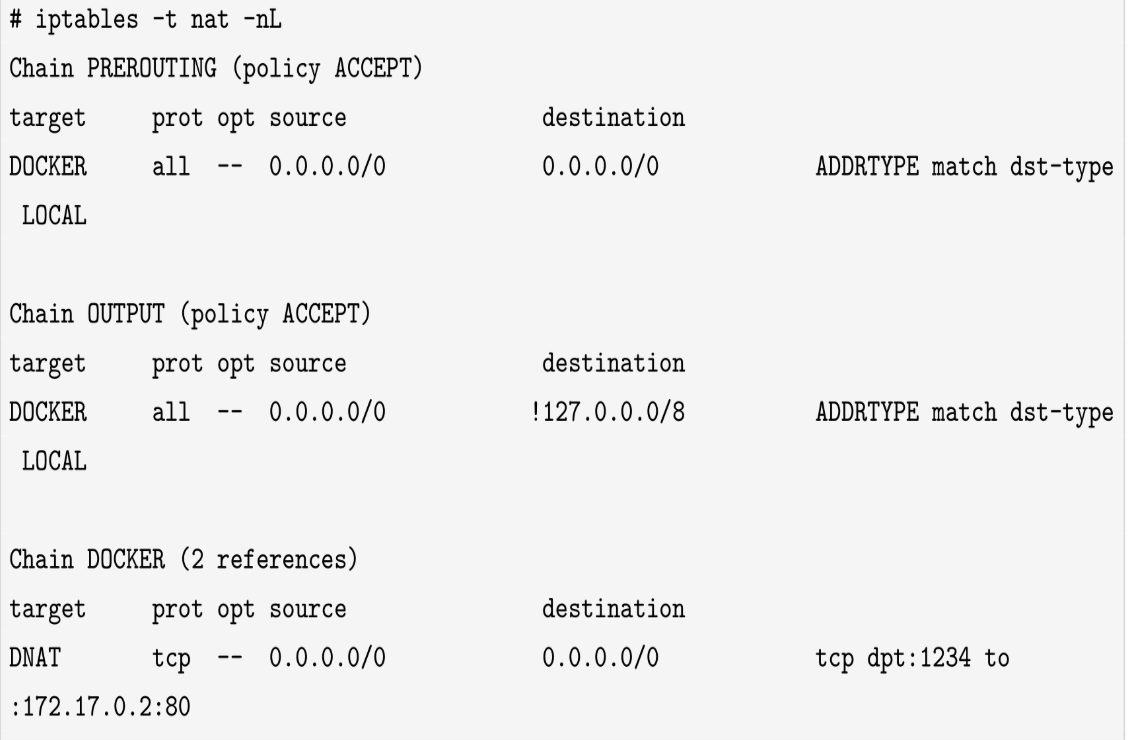 # iptables -t nat -nL
Chain PREROUTING (policy ACCEPT)
target     prot opt source               destination
DOCKER     all  --  0.0.0.0/0            0.0.0.0/0            ADDRTYPE match dst-type
 LOCAL

Chain OUTPUT (policy ACCEPT)
target     prot opt source               destination
DOCKER     all  --  0.0.0.0/0           !127.0.0.0/8          ADDRTYPE match dst-type
 LOCAL

Chain DOCKER (2 references)
target     prot opt source               destination
DNAT       tcp  --  0.0.0.0/0            0.0.0.0/0            tcp dpt:1234 to
:172.17.0.2:80